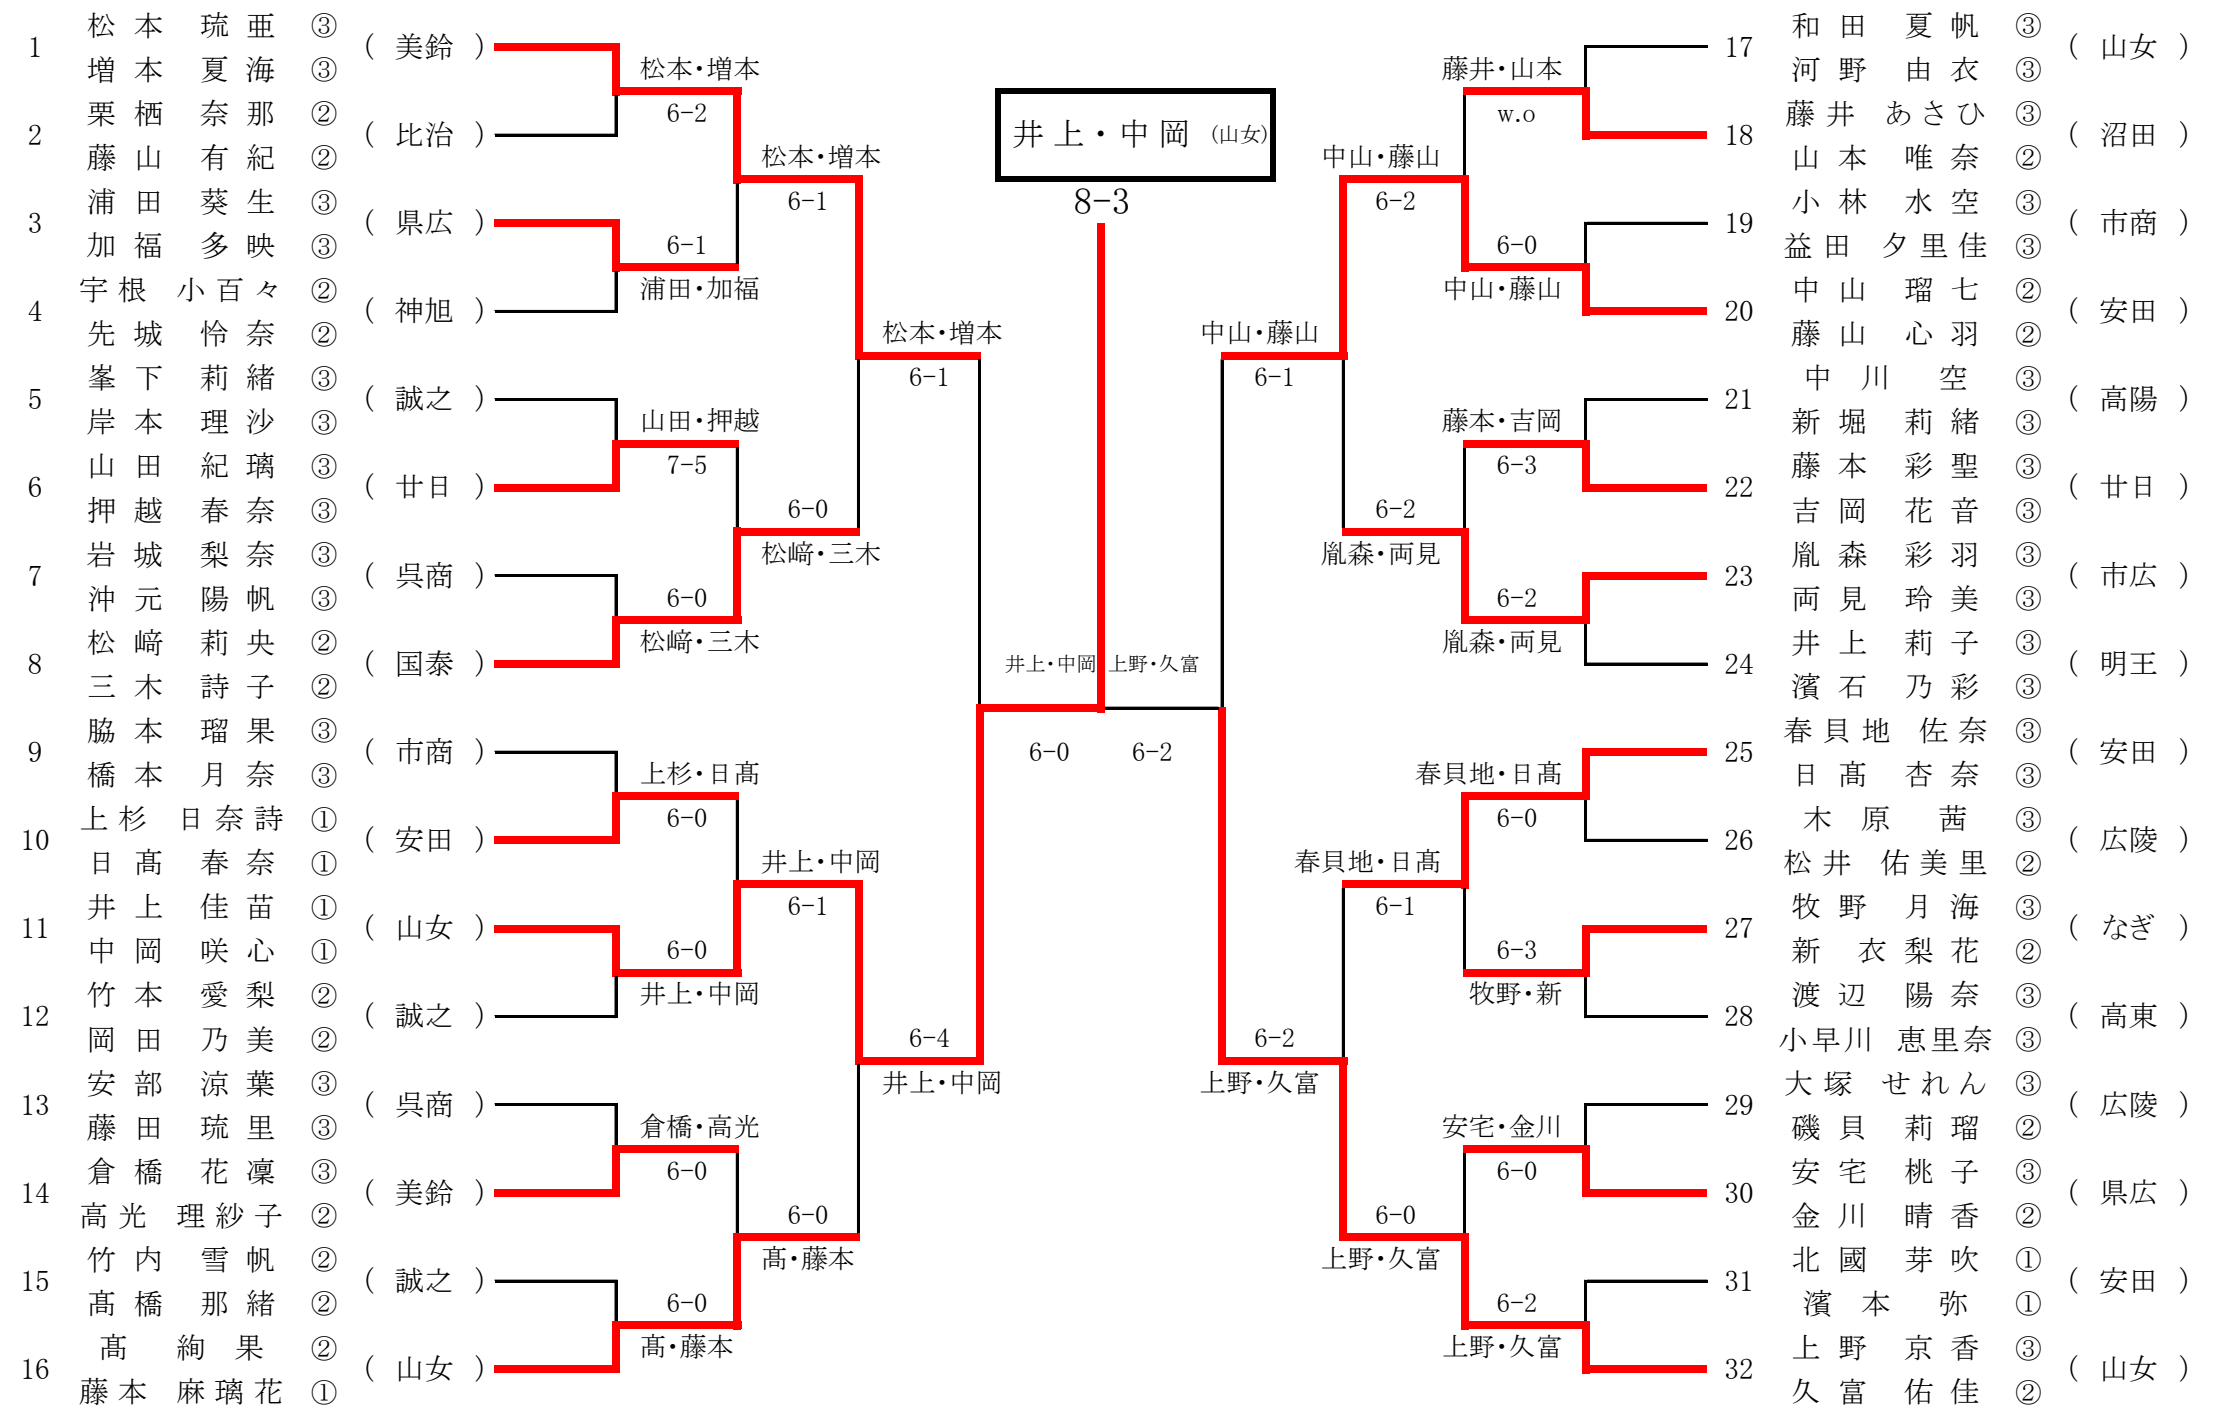 1 松本 琉亜 ③ ( 美鈴 )
増本 夏海 ③
2 栗栖 奈那 ② ( 比治 )
藤山 有紀 ②
3 浦田 葵生 ③ ( 県広 )
加福 多映 ③
4 宇根 小百々 ② ( 神旭 )
先城 怜奈 ②
5 峯下 莉緒 ③ ( 誠之 )
岸本 理沙 ③
6 山田 紀璃 ③ ( 廿日 )
押越 春奈 ③
7 岩城 梨奈 ③ ( 呉商 )
沖元 陽帆 ③
8 松﨑 莉央 ② ( 国泰 )
三木 詩子 ②
9 脇本 瑠果 ③ ( 市商 )
橋本 月奈 ③
10 上杉 日奈詩 ① ( 安田 )
日髙 春奈 ①
11 井上 佳苗 ① ( 山女 )
中岡 咲心 ①
12 竹本 愛梨 ② ( 誠之 )
岡田 乃美 ②
13 安部 涼葉 ③ ( 呉商 )
藤田 琉里 ③
14 倉橋 花凜 ③ ( 美鈴 )
高光 理紗子 ②
15 竹内 雪帆 ② ( 誠之 )
髙橋 那緒 ②
16 髙 絢果 ② ( 山女 )
藤本 麻璃花 ①
松本・増本
6-2
6-1
浦田・加福
山田・押越
7-5
6-0
松﨑・三木
上杉・日髙
6-0
6-0
井上・中岡
倉橋・高光
6-0
6-0
髙・藤本
松本・増本
6-1
6-0
松﨑・三木
井上・中岡
6-1
6-0
髙・藤本
松本・増本
6-1
6-4
井上・中岡
井上・中岡 (山女)
8-3
井上・中岡 上野・久富
6-0 6-2
中山・藤山
6-1
6-2
上野・久富
中山・藤山
6-2
6-2
胤森・両見
春貝地・日髙
6-1
6-0
上野・久富
藤井・山本
w.o
6-0
中山・藤山
藤本・吉岡
6-3
6-2
胤森・両見
春貝地・日髙
6-0
6-3
牧野・新
安宅・金川
6-0
6-2
上野・久富
17 和田 夏帆 ③ ( 山女 )
河野 由衣 ③
18 藤井 あさひ ③ ( 沼田 )
山本 唯奈 ②
19 小林 水空 ③ ( 市商 )
益田 夕里佳 ③
20 中山 瑠七 ② ( 安田 )
藤山 心羽 ②
21 中川 空 ③ ( 高陽 )
新堀 莉緒 ③
22 藤本 彩聖 ③ ( 廿日 )
吉岡 花音 ③
23 胤森 彩羽 ③ ( 市広 )
両見 玲美 ③
24 井上 莉子 ③ ( 明王 )
濱石 乃彩 ③
25 春貝地 佐奈 ③ ( 安田 )
日髙 杏奈 ③
26 木原 茜 ③ ( 広陵 )
松井 佑美里 ②
27 牧野 月海 ③ ( なぎ )
新 衣梨花 ②
28 渡辺 陽奈 ③ ( 高東 )
小早川 恵里奈 ③
29 大塚 せれん ③ ( 広陵 )
磯貝 莉瑠 ②
30 安宅 桃子 ③ ( 県広 )
金川 晴香 ②
31 北國 芽吹 ① ( 安田 )
濱本 弥 ①
32 上野 京香 ③ ( 山女 )
久富 佑佳 ②